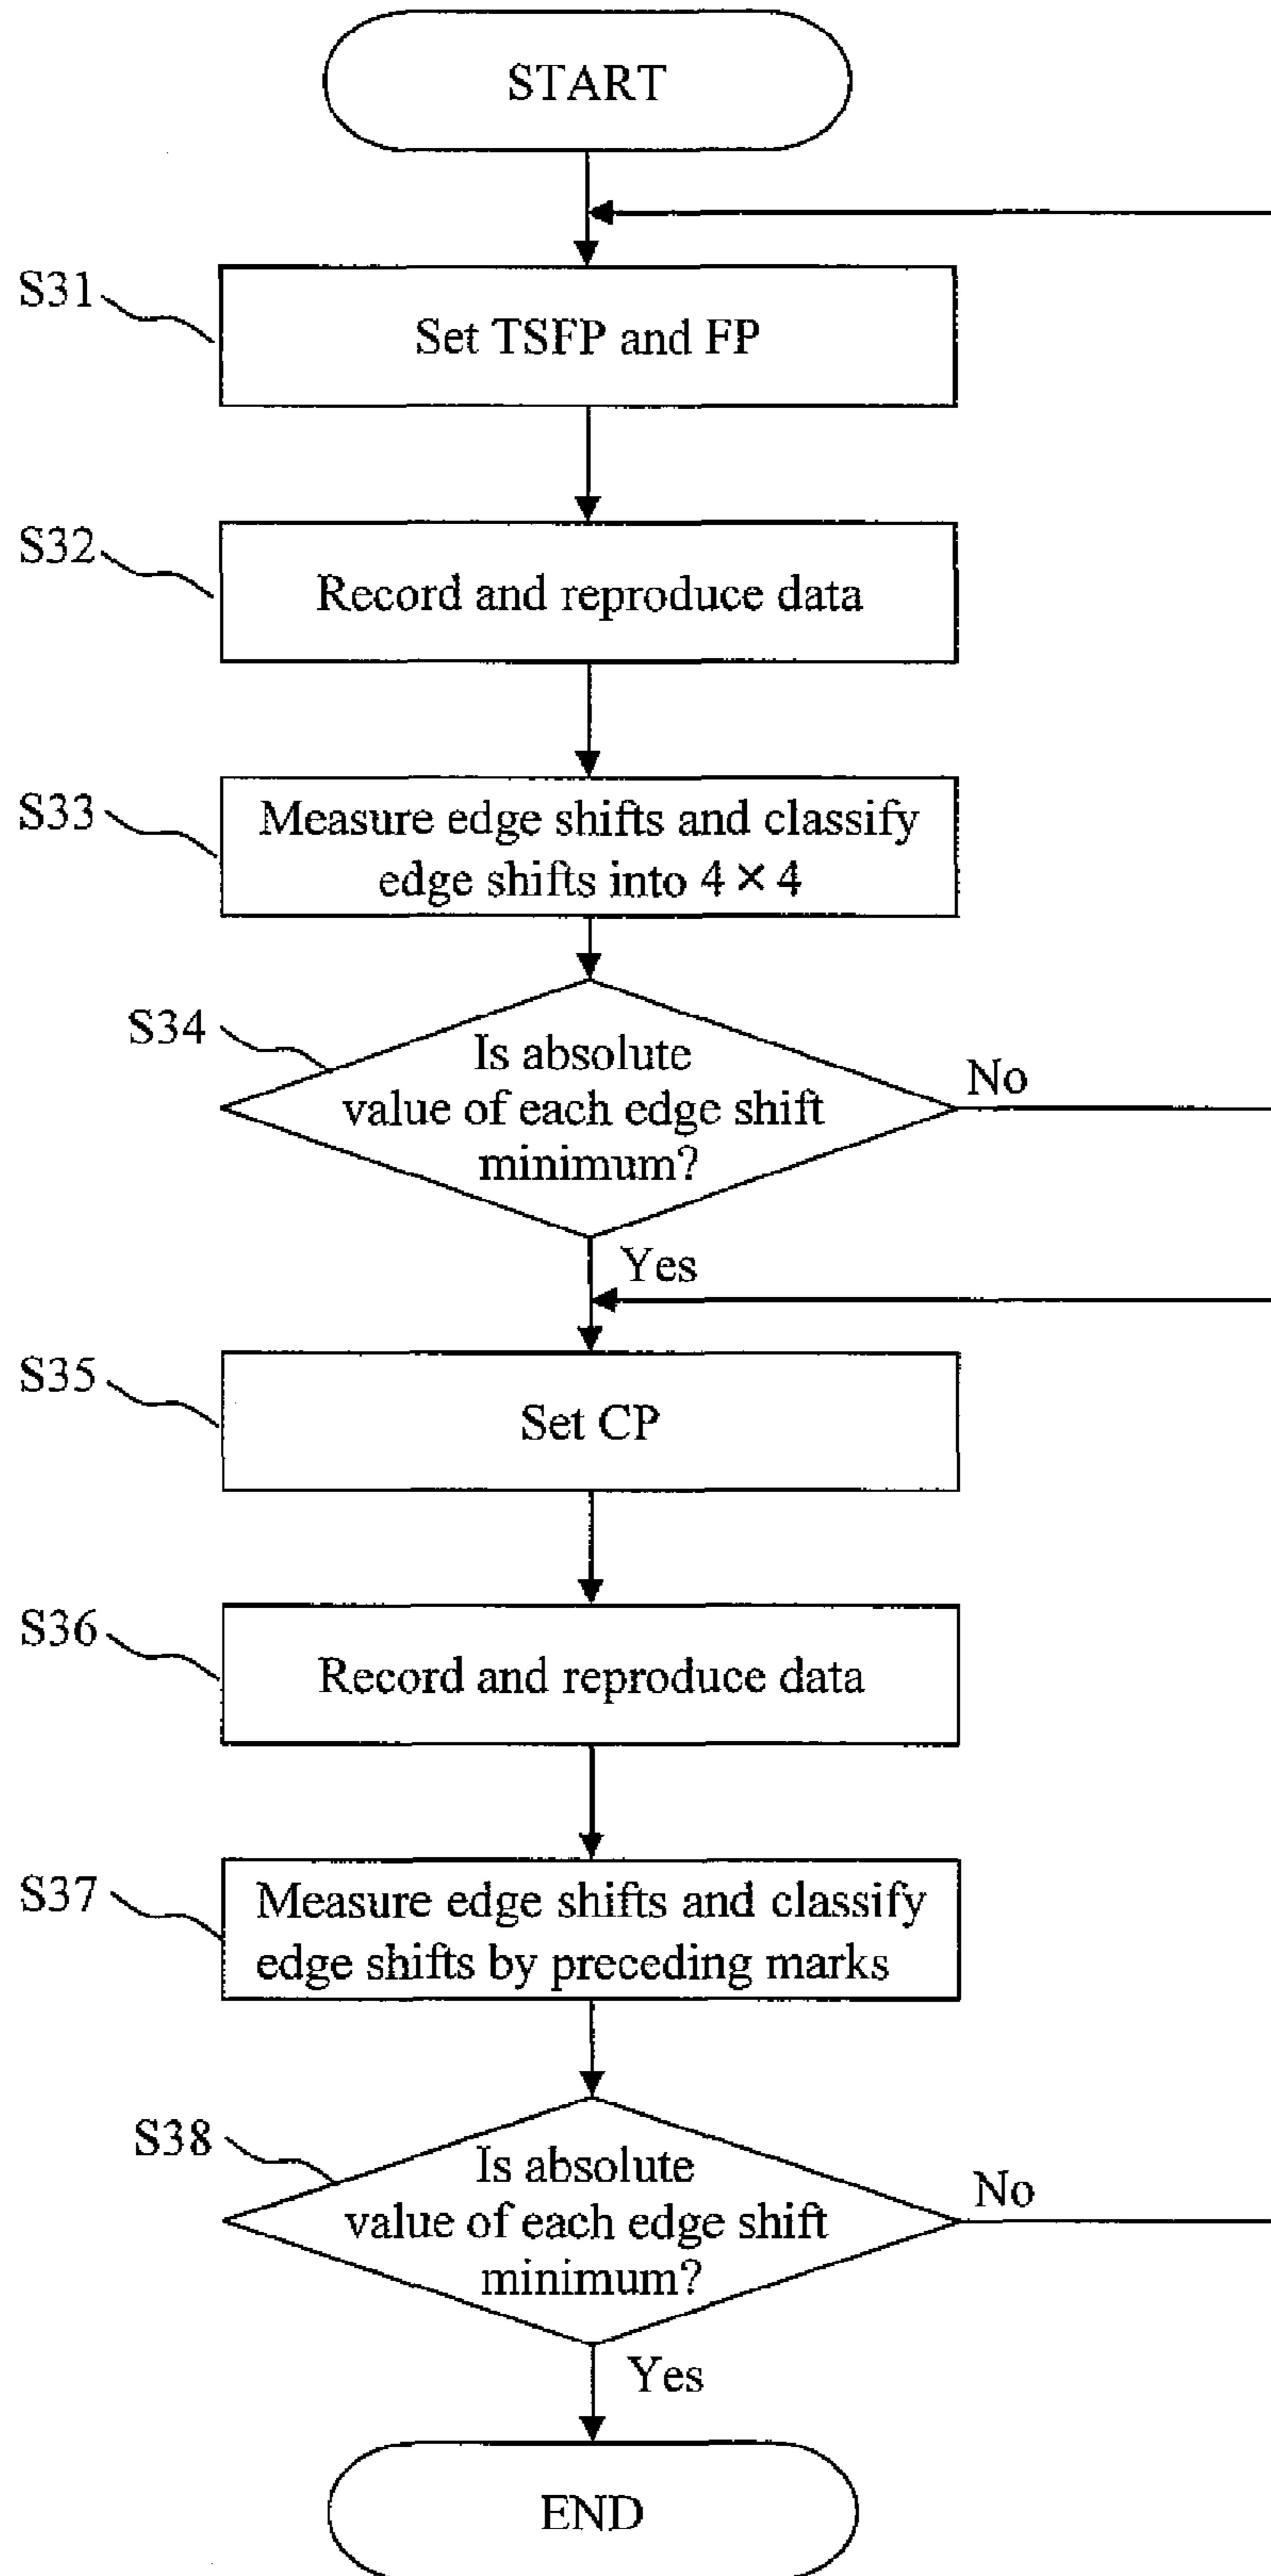 START
S31
Set TSFP and FP
S32
Record and reproduce data
S33
Measure edge shifts and classify
edge shifts into 4 × 4
S34
Is absolute
value of each edge shift
minimum?
No
Yes
S35
Set CP
S36
Record and reproduce data
S37
Measure edge shifts and classify
edge shifts by preceding marks
S38
Is absolute
value of each edge shift
minimum?
No
Yes
END